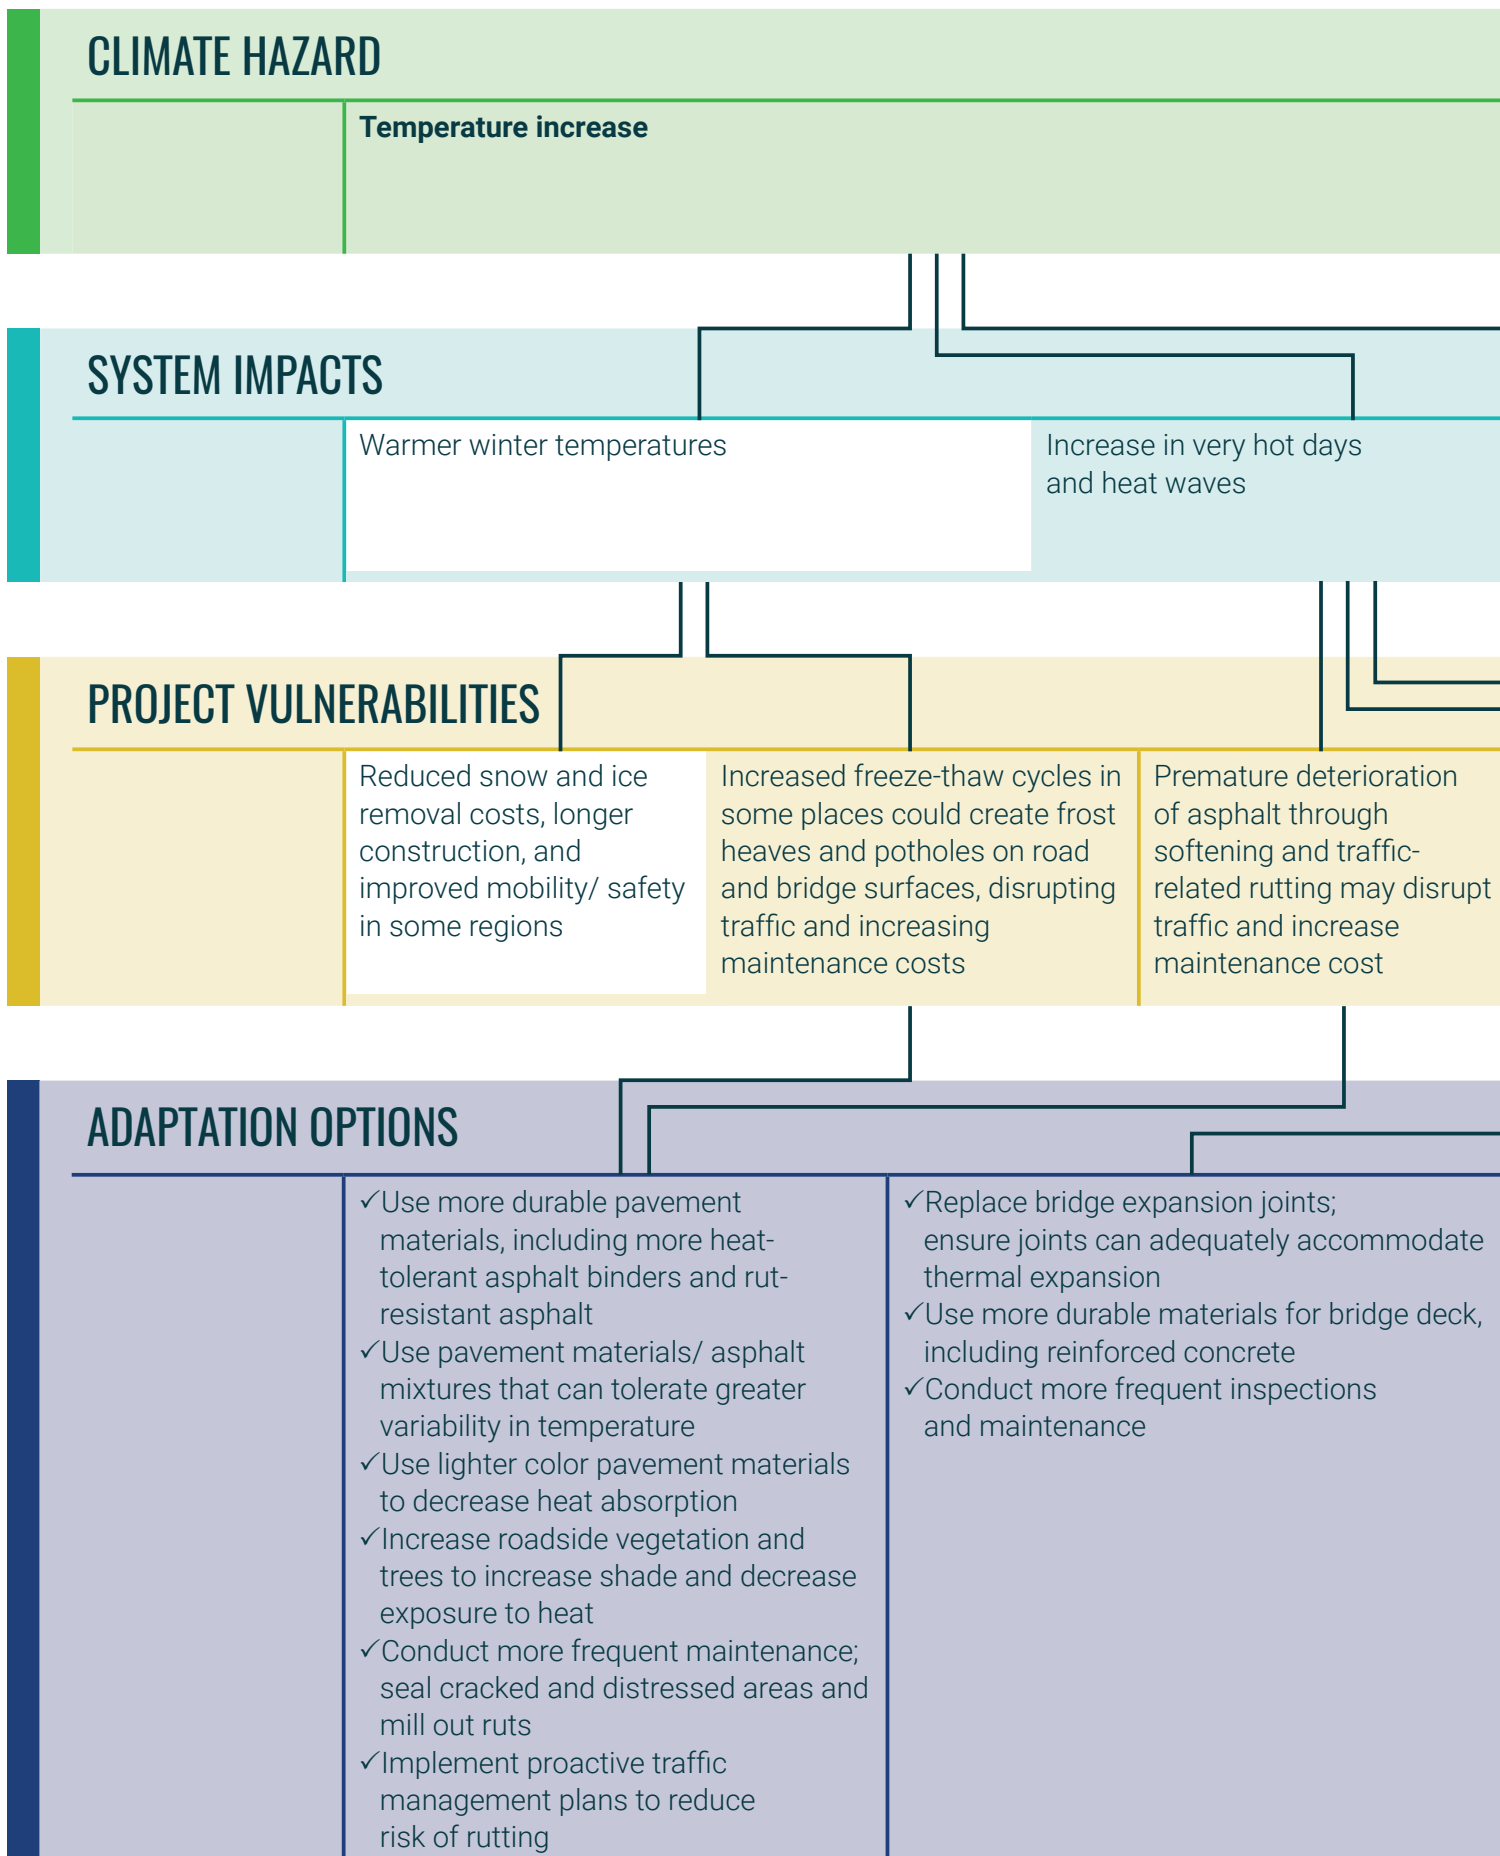 CLIMATE HAZARD
Temperature increase
SYSTEM IMPACTS
Warmer winter temperatures
Increase in very hot days
and heat waves
PROJECT VULNERABILITIES
Reduced snow and ice
removal costs, longer
construction, and
improved mobility/ safety
in some regions
Increased freeze-thaw cycles in
some places could create frost
heaves and potholes on road
and bridge surfaces, disrupting
traffic and increasing
maintenance costs
Premature deterioration
of asphalt through
softening and traffic-
related rutting may disrupt
traffic and increase
maintenance cost
ADAPTATION OPTIONS
✓Use more durable pavement
materials, including more heat-
tolerant asphalt binders and rut-
resistant asphalt
✓Use pavement materials/ asphalt
mixtures that can tolerate greater
variability in temperature
✓Use lighter color pavement materials
to decrease heat absorption
✓Increase roadside vegetation and
trees to increase shade and decrease
exposure to heat
✓Conduct more frequent maintenance;
seal cracked and distressed areas and
mill out ruts
✓Implement proactive traffic
management plans to reduce
risk of rutting
✓Replace bridge expansion joints;
ensure joints can adequately accommodate
thermal expansion
✓Use more durable materials for bridge deck,
including reinforced concrete
✓Conduct more frequent inspections
and maintenance